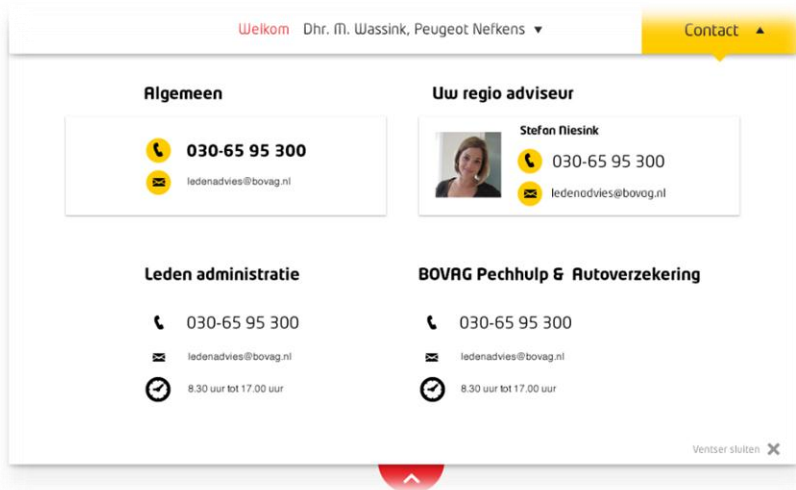 Welkom Dhr. M. Wassink, Peugeot Nefkens
Contact
Algemeen
030-65 95 300
ledenadvies@bovag.nl
Uw regio adviseur
Stefan Niesink
030-65 95 300
ledenadvies@bovag.nl
Leden administratie
030-65 95 300
ledenadvies@bovag.nl
8.30 uur tot 17.00 uur
BOVAG Pechhulp & Autoverzekering
030-65 95 300
ledenadvies@bovag.nl
8.30 uur tot 17.00 uur
Ventser sluiten